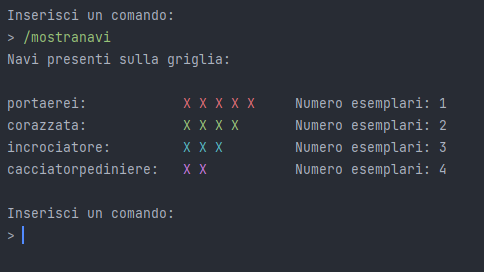 Inserisci un comando:
> /mostranavi
Navi presenti sulla griglia:
portaerei: X X X X X Numero esemplari: 1
corazzata: X X X X Numero esemplari: 2
incrociatore: X X X Numero esemplari: 3
cacciatorpediniere: X X Numero esemplari: 4
Inserisci un comando:
>